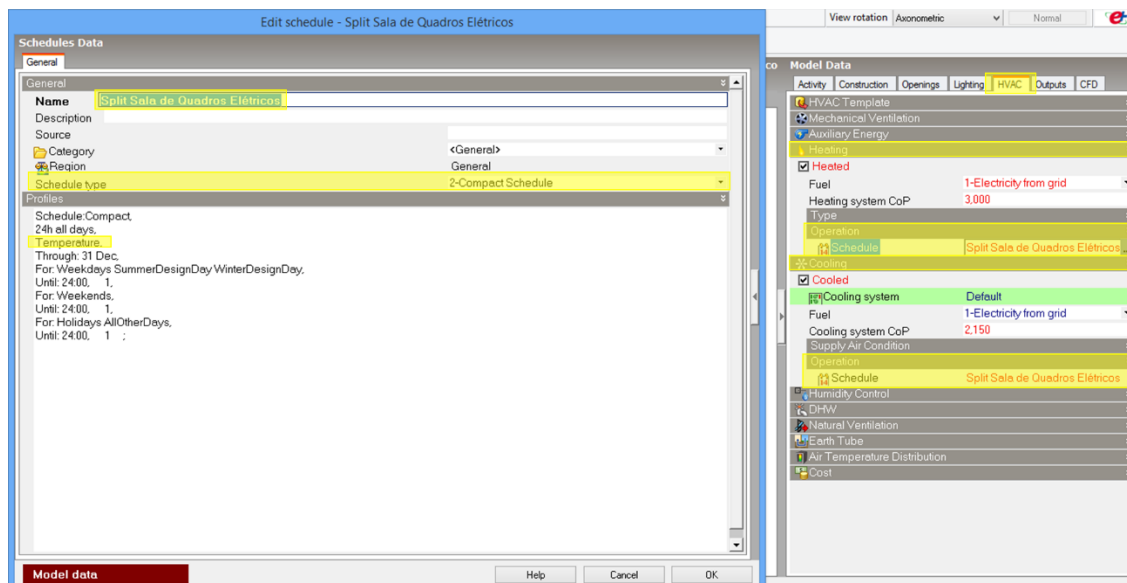 Edit schedule - Split Sala de Quadros Elétricos
Schedules Data
General
General
Name Split Sala de Quadros Elétricos
Description
Source
Category <General>
Region General
Schedule type 2-Compact Schedule
Profiles
Schedule:Compact,
24h all days,
Temperature,
Through: 31 Dec,
For: Weekdays SummerDesignDay WinterDesignDay,
Until: 24:00, 1,
For: Weekends,
Until: 24:00, 1,
For: Holidays AllOtherDays,
Until: 24:00, 1 ;
Model data
Help Cancel OK
View rotation Axonometric Normal
co Model Data
Activity Construction Openings Lighting HVAC Outputs CFD
HVAC Template
Mechanical Ventilation
Auxiliary Energy
Heating
Heated
Fuel 1-Electricity from grid
Heating system CoP 3,000
Type
Operation
Schedule Split Sala de Quadros Elétricos ...
Cooling
Cooled
Cooling system Default
Fuel 1-Electricity from grid
Cooling system CoP 2,150
Supply Air Condition
Operation
Schedule Split Sala de Quadros Elétricos
Humidity Control
DHW
Natural Ventilation
Earth Tube
Air Temperature Distribution
Cost